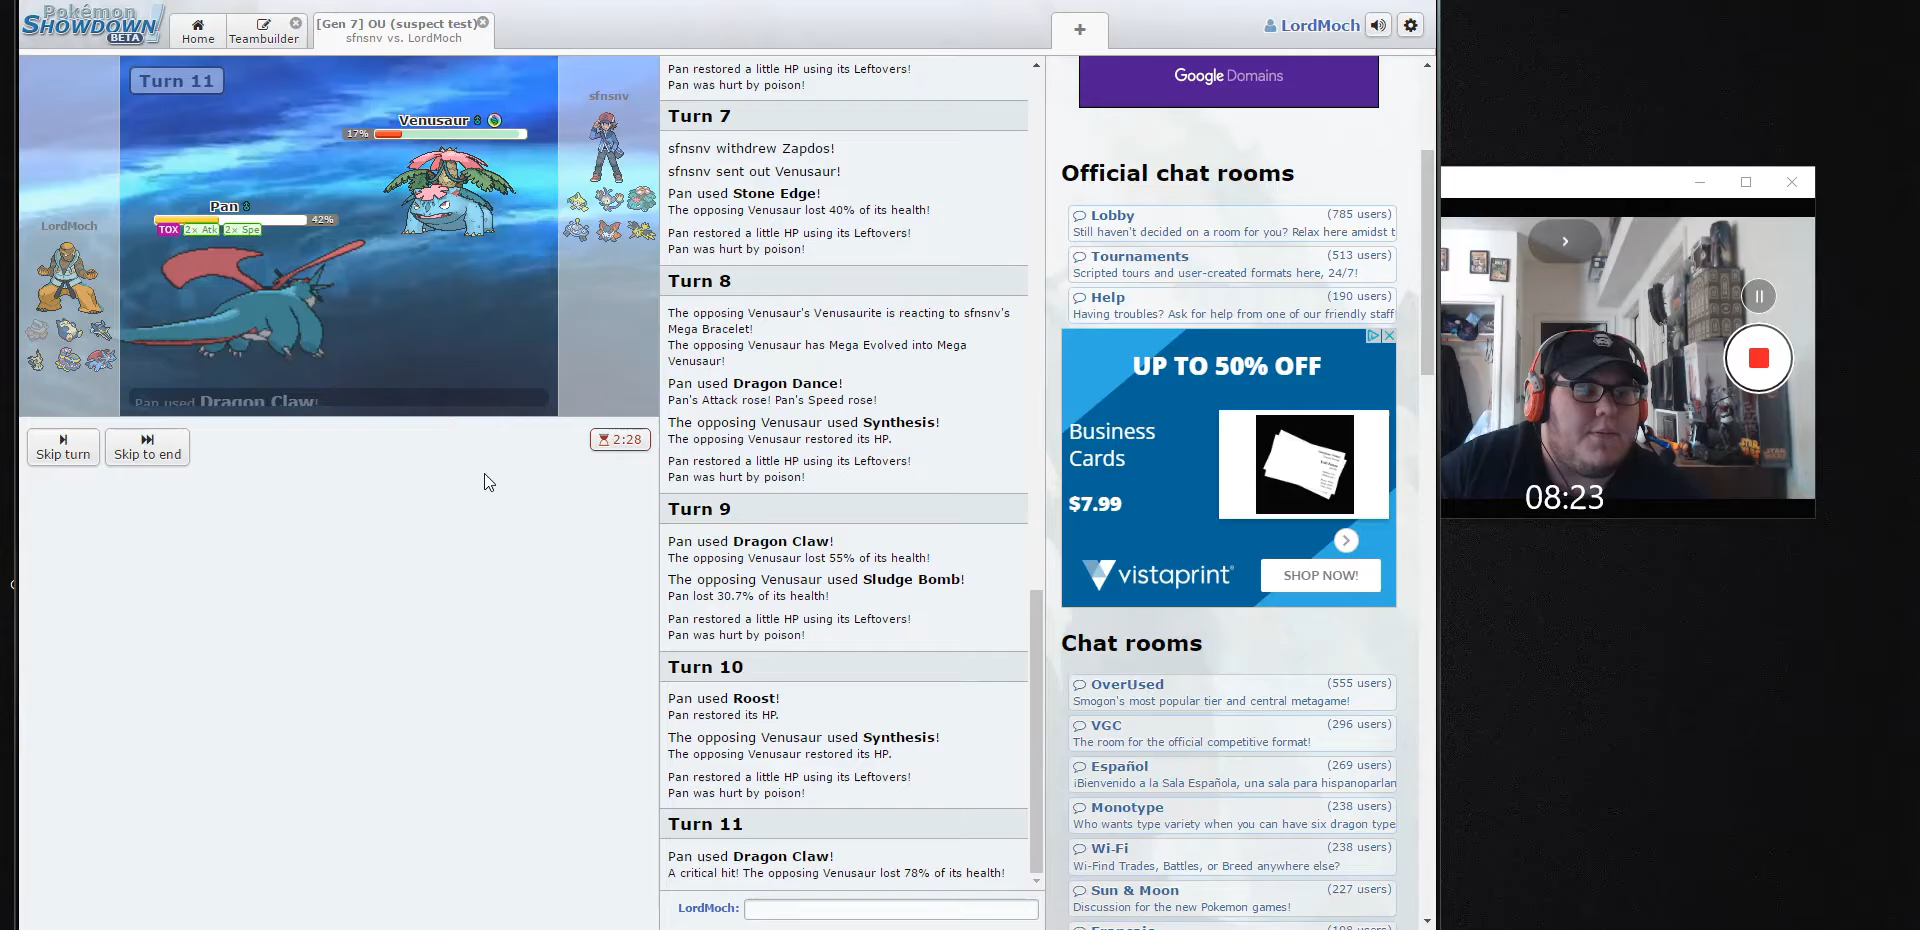 Pokémon
SHOWDOWN!
BETA
Home
Teambuilder
[Gen 7] OU (suspect test)
sfnsnv vs. LordMoch
+
LordMoch
Turn 11
Venusaur
17%
Pan
42%
TOX 2x Atk 2x Spe
LordMoch
sfnsnv
Pan used Dragon Claw!
Skip turn
Skip to end
2:28
Pan restored a little HP using its Leftovers!
Pan was hurt by poison!
Turn 7
sfnsnv withdrew Zapdos!
sfnsnv sent out Venusaur!
Pan used Stone Edge!
The opposing Venusaur lost 40% of its health!
Pan restored a little HP using its Leftovers!
Pan was hurt by poison!
Turn 8
The opposing Venusaur's Venusaurite is reacting to sfnsnv's
Mega Bracelet!
The opposing Venusaur has Mega Evolved into Mega
Venusaur!
Pan used Dragon Dance!
Pan's Attack rose! Pan's Speed rose!
The opposing Venusaur used Synthesis!
The opposing Venusaur restored its HP.
Pan restored a little HP using its Leftovers!
Pan was hurt by poison!
Turn 9
Pan used Dragon Claw!
The opposing Venusaur lost 55% of its health!
The opposing Venusaur used Sludge Bomb!
Pan lost 30.7% of its health!
Pan restored a little HP using its Leftovers!
Pan was hurt by poison!
Turn 10
Pan used Roost!
Pan restored its HP.
The opposing Venusaur used Synthesis!
The opposing Venusaur restored its HP.
Pan restored a little HP using its Leftovers!
Pan was hurt by poison!
Turn 11
Pan used Dragon Claw!
A critical hit! The opposing Venusaur lost 78% of its health!
LordMoch:
Google Domains
Official chat rooms
Lobby (785 users)
Still haven't decided on a room for you? Relax here amidst t
Tournaments (513 users)
Scripted tours and user-created formats here, 24/7!
Help (190 users)
Having troubles? Ask for help from one of our friendly staff
UP TO 50% OFF
Business
Cards
$7.99
vistaprint
SHOP NOW!
Chat rooms
OverUsed (555 users)
Smogon's most popular tier and central metagame!
VGC (296 users)
The room for the official competitive format!
Español (269 users)
¡Bienvenido a la Sala Española, una sala para hispanoparlan
Monotype (238 users)
Who wants type variety when you can have six dragon type
Wi-Fi (238 users)
Wi-Find Trades, Battles, or Breed anywhere else?
Sun & Moon (227 users)
Discussion for the new Pokemon games!
08:23